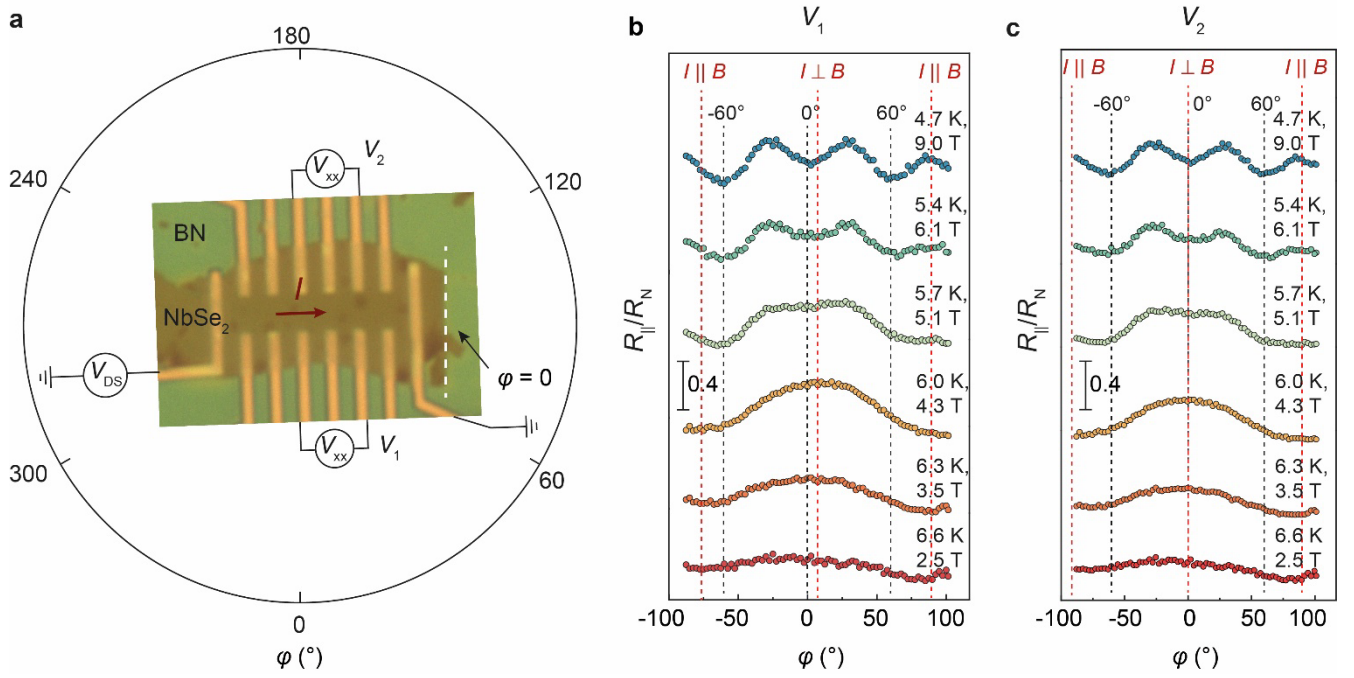 a
180
240
120
300
60
0
V₂
Vₓₓ
BN
I
NbSe₂
V_DS
φ = 0
Vₓₓ
V₁
b
V₁
I || B
I ⊥ B
I || B
-60°
0°
60°
4.7 K,
9.0 T
5.4 K,
6.1 T
5.7 K,
5.1 T
6.0 K,
4.3 T
6.3 K,
3.5 T
6.6 K
2.5 T
0.4
R||/R_N
-100
-50
0
50
100
φ (°)
c
V₂
I || B
I ⊥ B
I || B
-60°
0°
60°
4.7 K,
9.0 T
5.4 K,
6.1 T
5.7 K,
5.1 T
6.0 K,
4.3 T
6.3 K,
3.5 T
6.6 K
2.5 T
0.4
R||/R_N
-100
-50
0
50
100
φ (°)